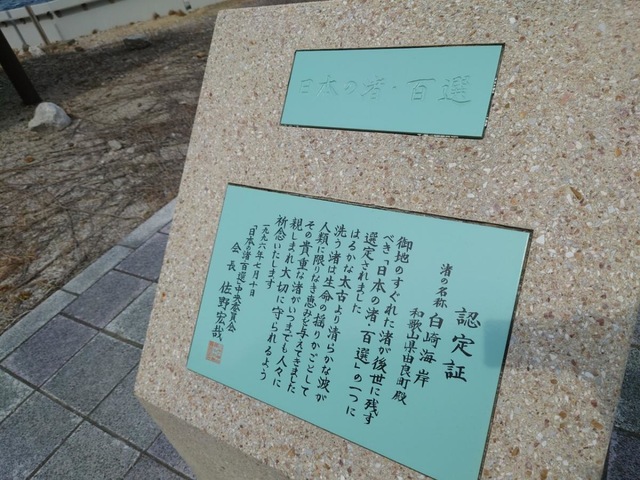 日本の渚・百選
認定証
渚の名称 白崎海岸
和歌山県由良町殿
御地のすぐれた渚が後世に残す
べき「日本の渚・百選」の一つに
選定されました
はるかな太古より清らかな波が
洗う渚は生命の揺りかごとして
人類に限りなき恵みを与えてきました
その貴重な渚がいつまでも人々に
親しまれ大切に守られるよう
祈念いたします
一九九六年七月十日
「日本の渚・百選」中央委員会
会長 佐野宏哉